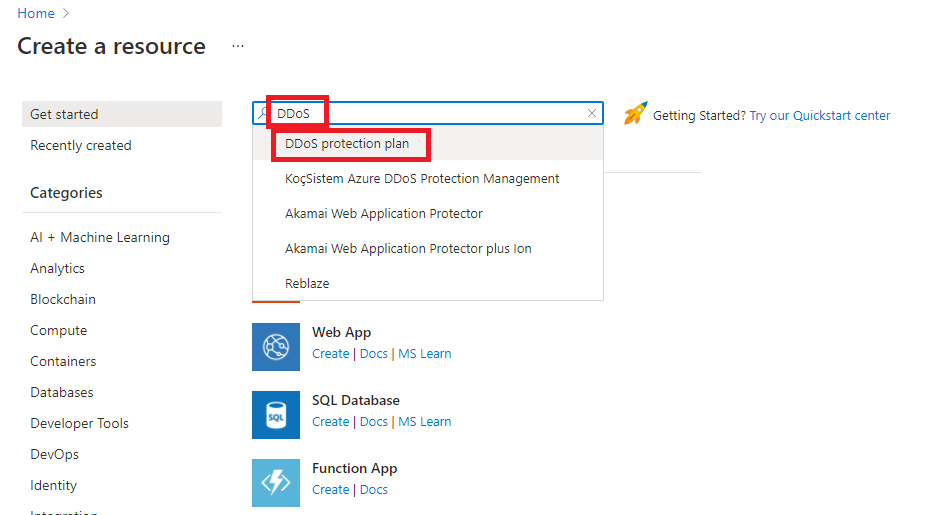 Home >
Create a resource ...
Get started
Recently created
Categories
AI + Machine Learning
Analytics
Blockchain
Compute
Containers
Databases
Developer Tools
DevOps
Identity
Integration
DDoS
DDoS protection plan
KoçSistem Azure DDoS Protection Management
Akamai Web Application Protector
Akamai Web Application Protector plus Ion
Reblaze
Getting Started? Try our Quickstart center
Web App
Create | Docs | MS Learn
SQL
SQL Database
Create | Docs | MS Learn
Function App
Create | Docs